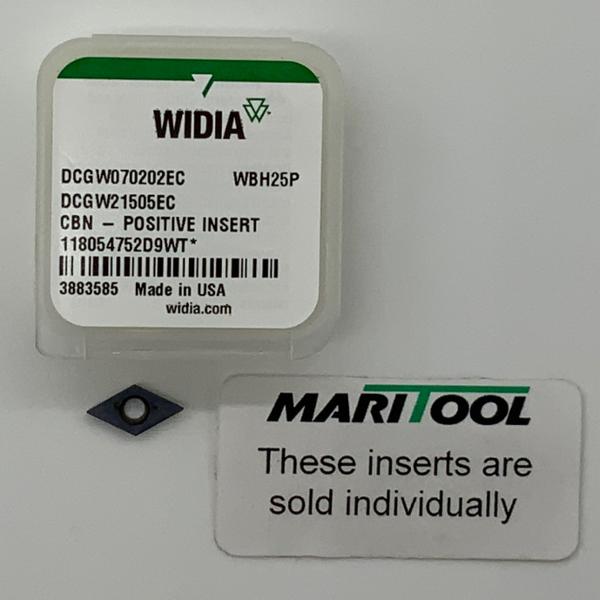 WIDIA
DCGW070202EC WBH25P
DCGW21505EC
CBN – POSITIVE INSERT
118054752D9WT*
3883585 Made in USA
widia.com
MARITOOL
These inserts are
sold individually